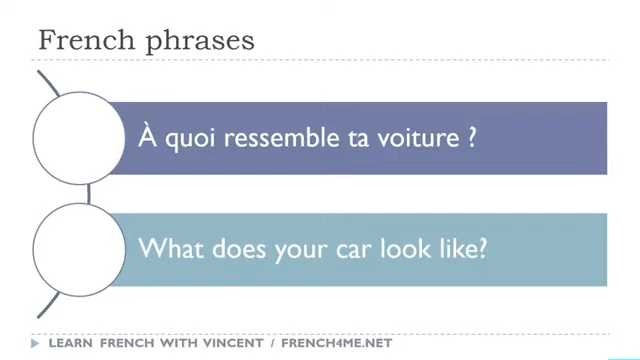 French phrases
À quoi ressemble ta voiture ?
What does your car look like?
LEARN FRENCH WITH VINCENT / FRENCH4ME.NET